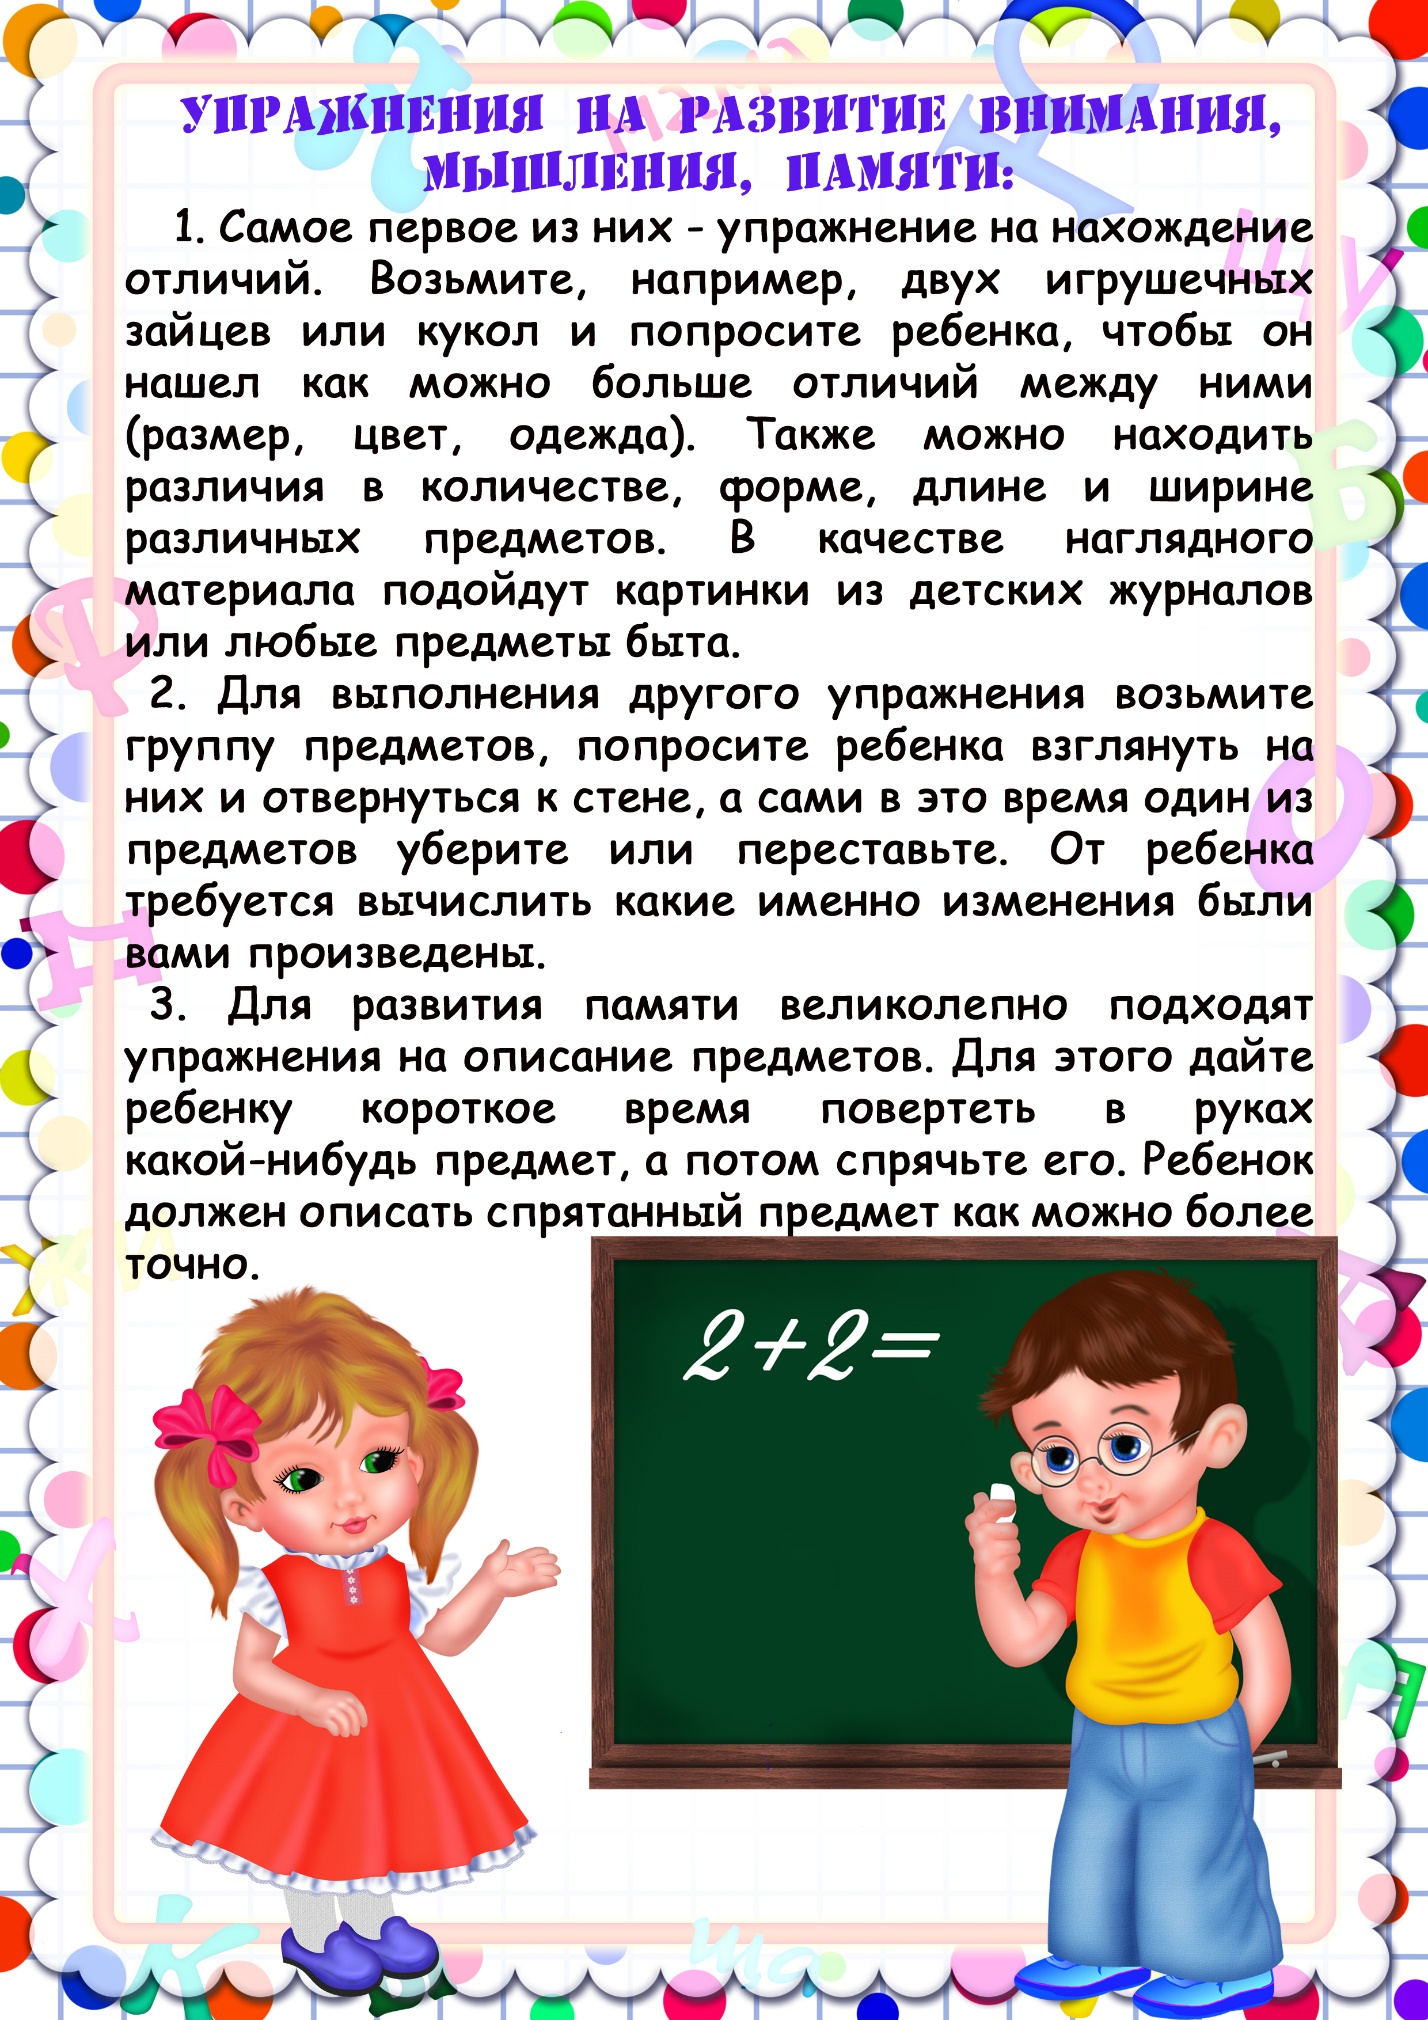 УПРАЖНЕНИЯ НА РАЗВИТИЕ ВНИМАНИЯ,
МЫШЛЕНИЯ, ПАМЯТИ:
1. Самое первое из них - упражнение на нахождение
отличий. Возьмите, например, двух игрушечных
зайцев или кукол и попросите ребенка, чтобы он
нашел как можно больше отличий между ними
(размер, цвет, одежда). Также можно находить
различия в количестве, форме, длине и ширине
различных предметов. В качестве наглядного
материала подойдут картинки из детских журналов
или любые предметы быта.
2. Для выполнения другого упражнения возьмите
группу предметов, попросите ребенка взглянуть на
них и отвернуться к стене, а сами в это время один из
предметов уберите или переставьте. От ребенка
требуется вычислить какие именно изменения были
вами произведены.
3. Для развития памяти великолепно подходят
упражнения на описание предметов. Для этого дайте
ребенку короткое время повертеть в руках
какой-нибудь предмет, а потом спрячьте его. Ребенок
должен описать спрятанный предмет как можно более
точно.
2+2=